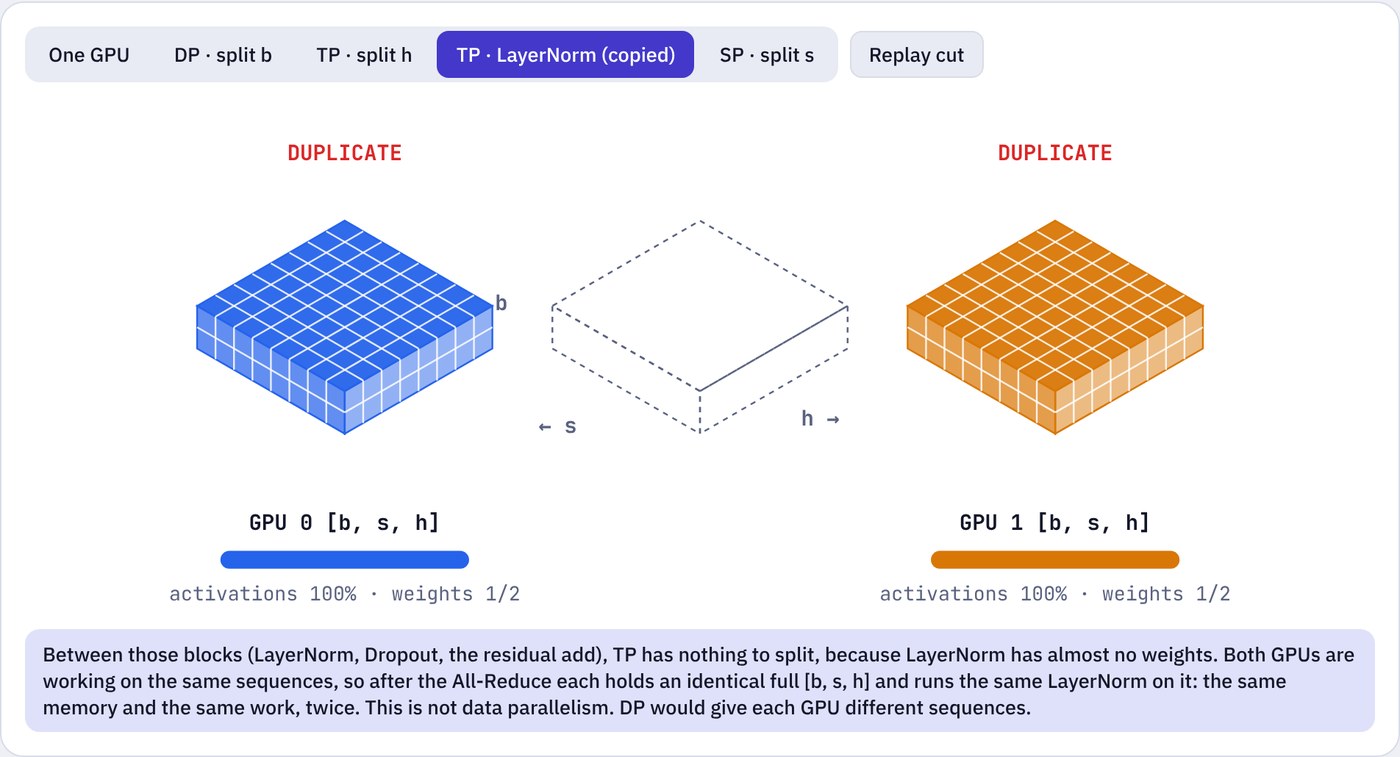 One GPU DP · split b TP · split h TP · LayerNorm (copied) SP · split s Replay cut
DUPLICATE DUPLICATE
b
← s h →
GPU 0 [b, s, h] GPU 1 [b, s, h]
activations 100% · weights 1/2 activations 100% · weights 1/2
Between those blocks (LayerNorm, Dropout, the residual add), TP has nothing to split, because LayerNorm has almost no weights. Both GPUs are
working on the same sequences, so after the All-Reduce each holds an identical full [b, s, h] and runs the same LayerNorm on it: the same
memory and the same work, twice. This is not data parallelism. DP would give each GPU different sequences.